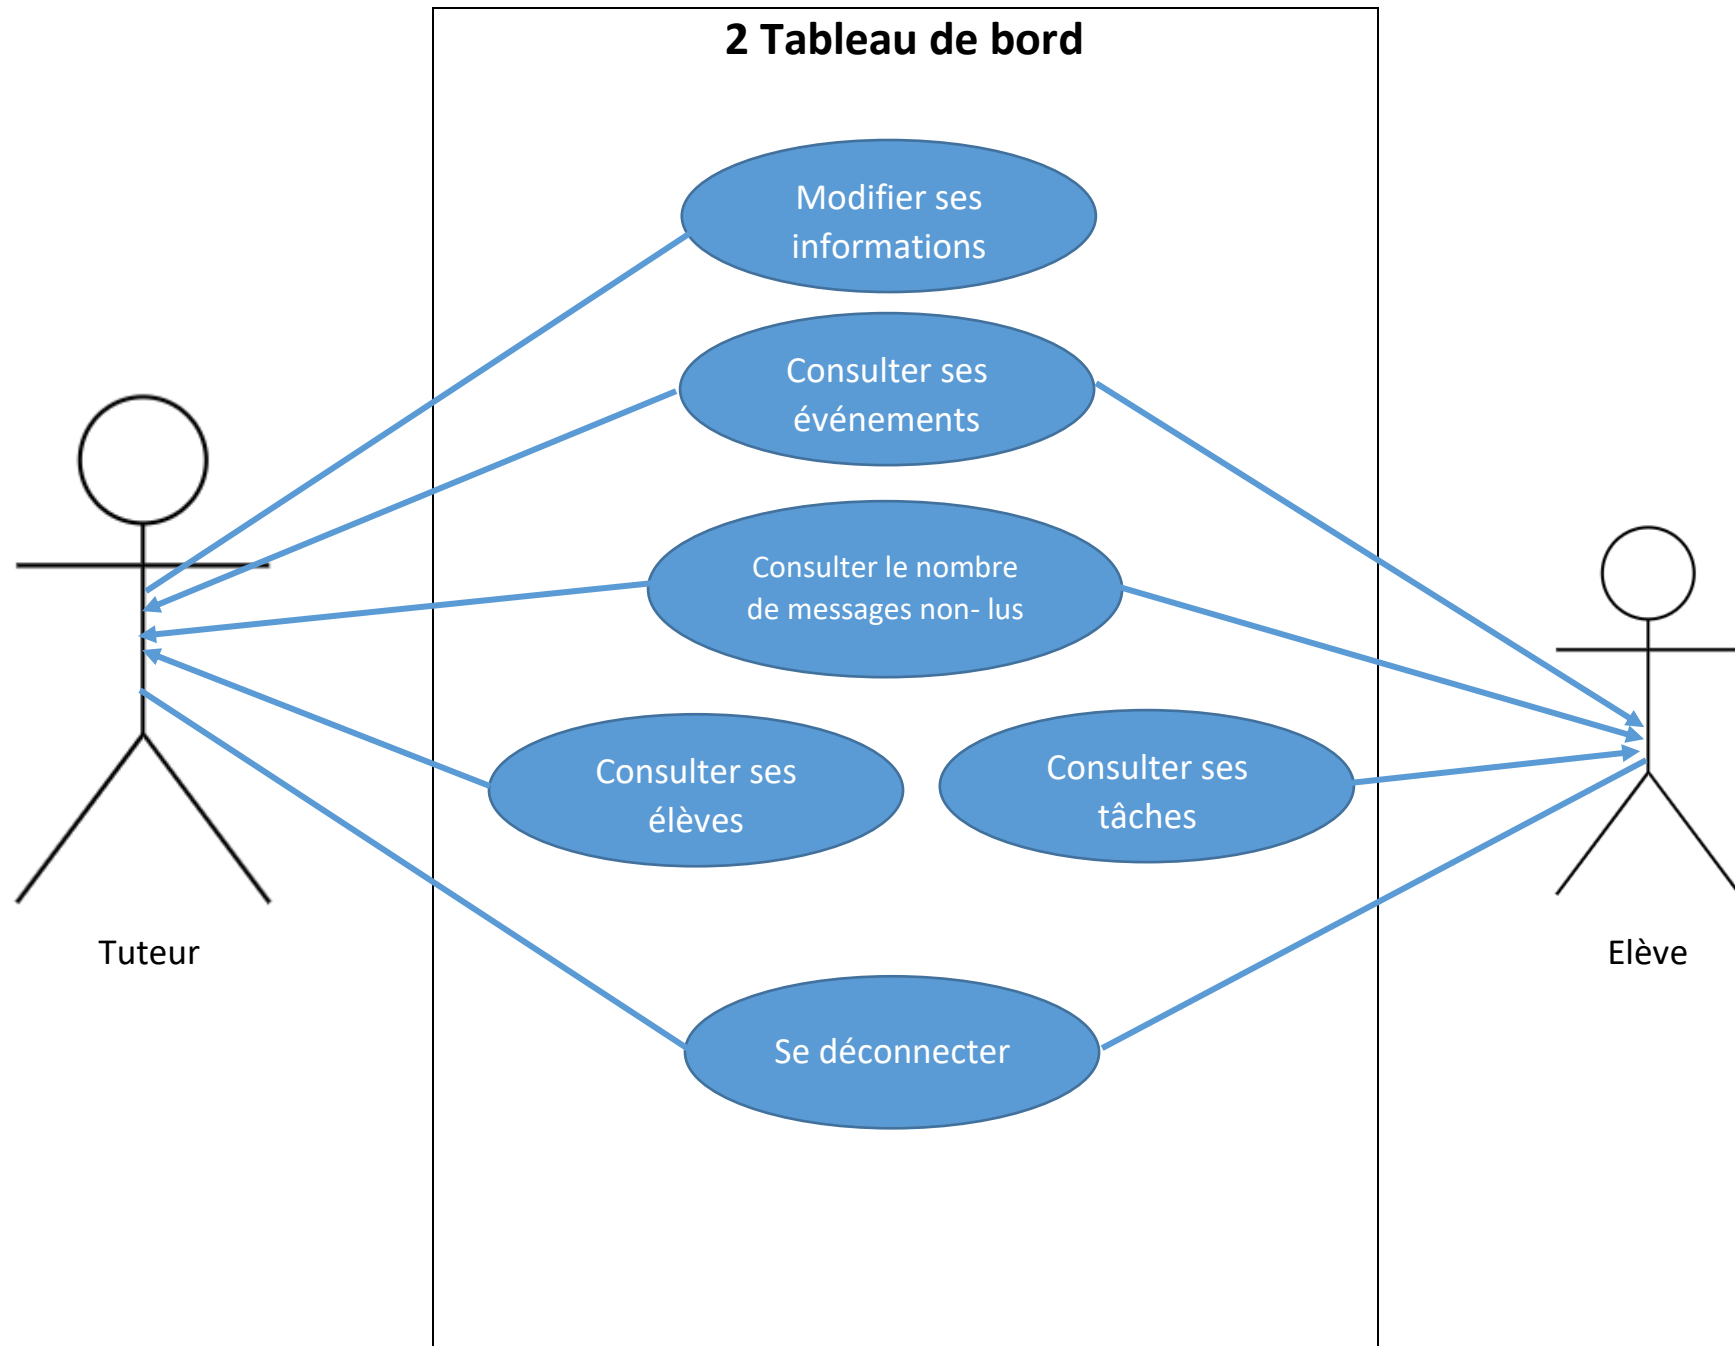 2 Tableau de bord
Modifier ses
informations
Consulter ses
événements
Consulter le nombre
de messages non- lus
Consulter ses
élèves
Consulter ses
tâches
Tuteur
Elève
Se déconnecter